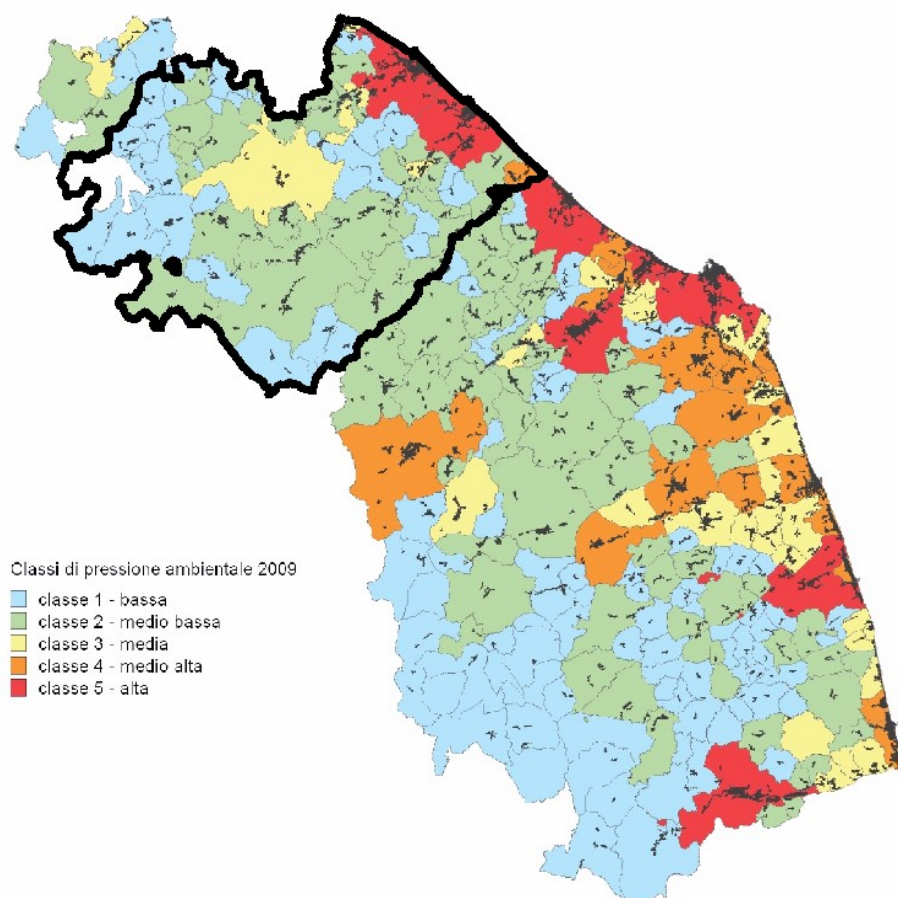 Classi di pressione ambientale 2009
classe 1 - bassa
classe 2 - medio bassa
classe 3 - media
classe 4 - medio alta
classe 5 - alta